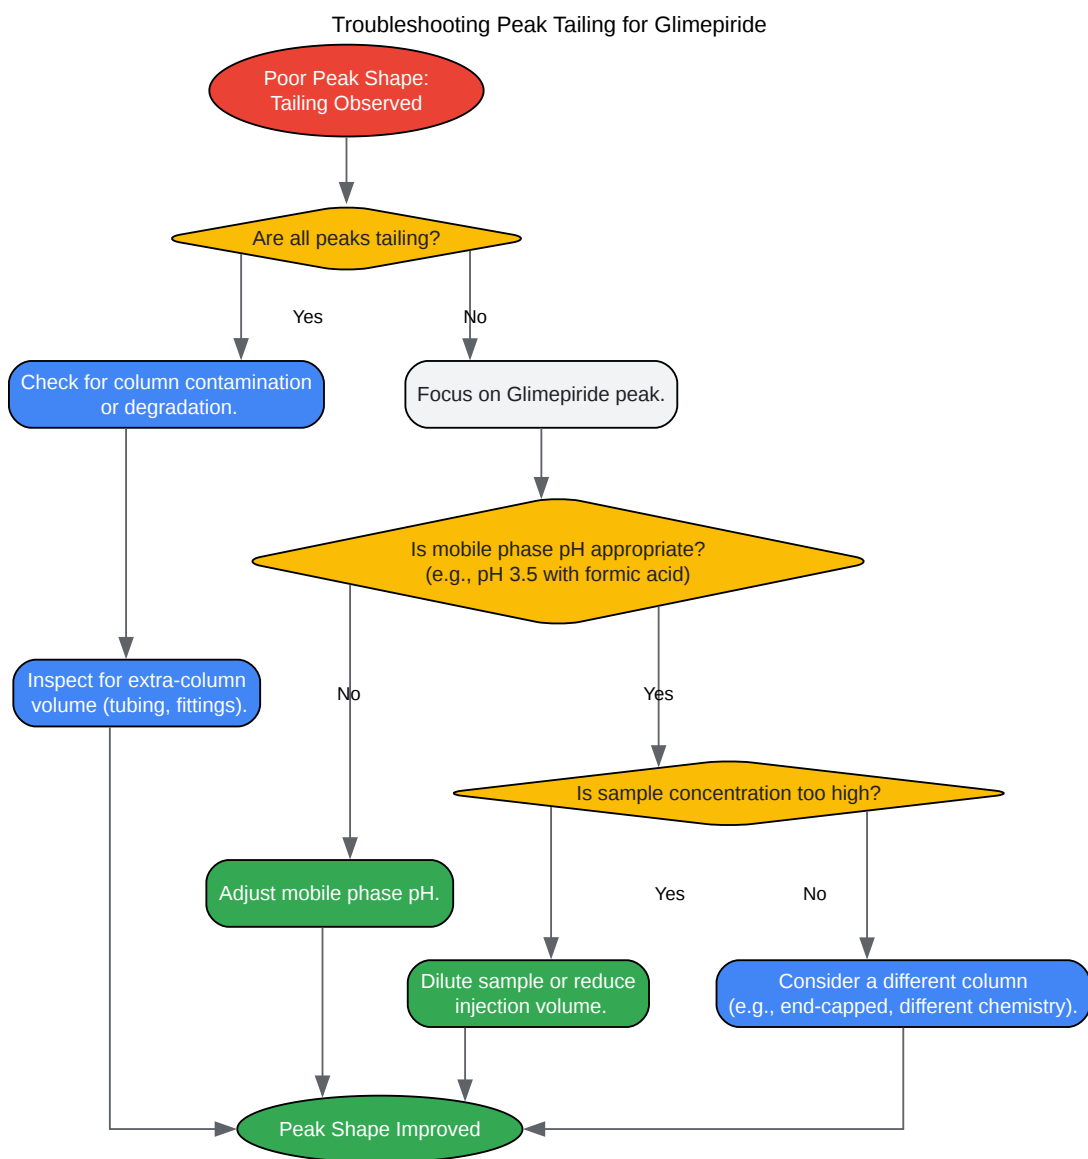 Troubleshooting Peak Tailing for Glimepiride
Poor Peak Shape:
Tailing Observed
Are all peaks tailing?
Yes
No
Check for column contamination
or degradation.
Focus on Glimepiride peak.
Is mobile phase pH appropriate?
(e.g., pH 3.5 with formic acid)
Inspect for extra-column
volume (tubing, fittings).
No
Yes
Is sample concentration too high?
Adjust mobile phase pH.
Yes
No
Dilute sample or reduce
injection volume.
Consider a different column
(e.g., end-capped, different chemistry).
Peak Shape Improved